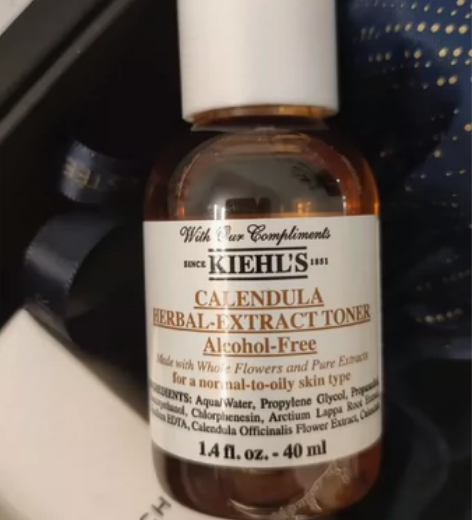 With Our Compliments
SINCE KIEHL'S 1851
CALENDULA
HERBAL-EXTRACT TONER
Alcohol-Free
Made with Whole Flowers and Pure Extracts
for a normal-to-oily skin type
Aqua/Water, Propylene Glycol,
Chlorphenesin, Arctium Lappa Root
EDTA, Calendula Officinalis Flower Extract,
1.4 fl. oz. - 40 ml